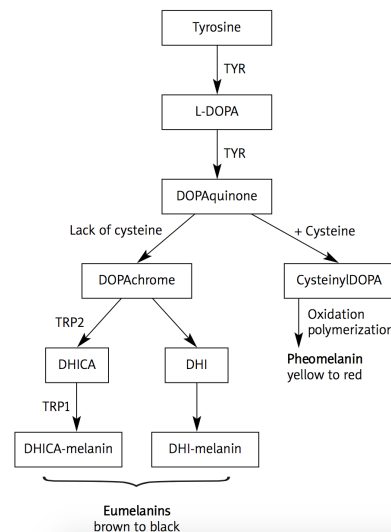 Tyrosine
TYR
L-DOPA
TYR
DOPAquinone
Lack of cysteine
+ Cysteine
DOPAchrome
CysteinylDOPA
TRP2
Oxidation
polymerization
DHICA
DHI
Pheomelanin
yellow to red
TRP1
DHICA-melanin
DHI-melanin
Eumelanins
brown to black